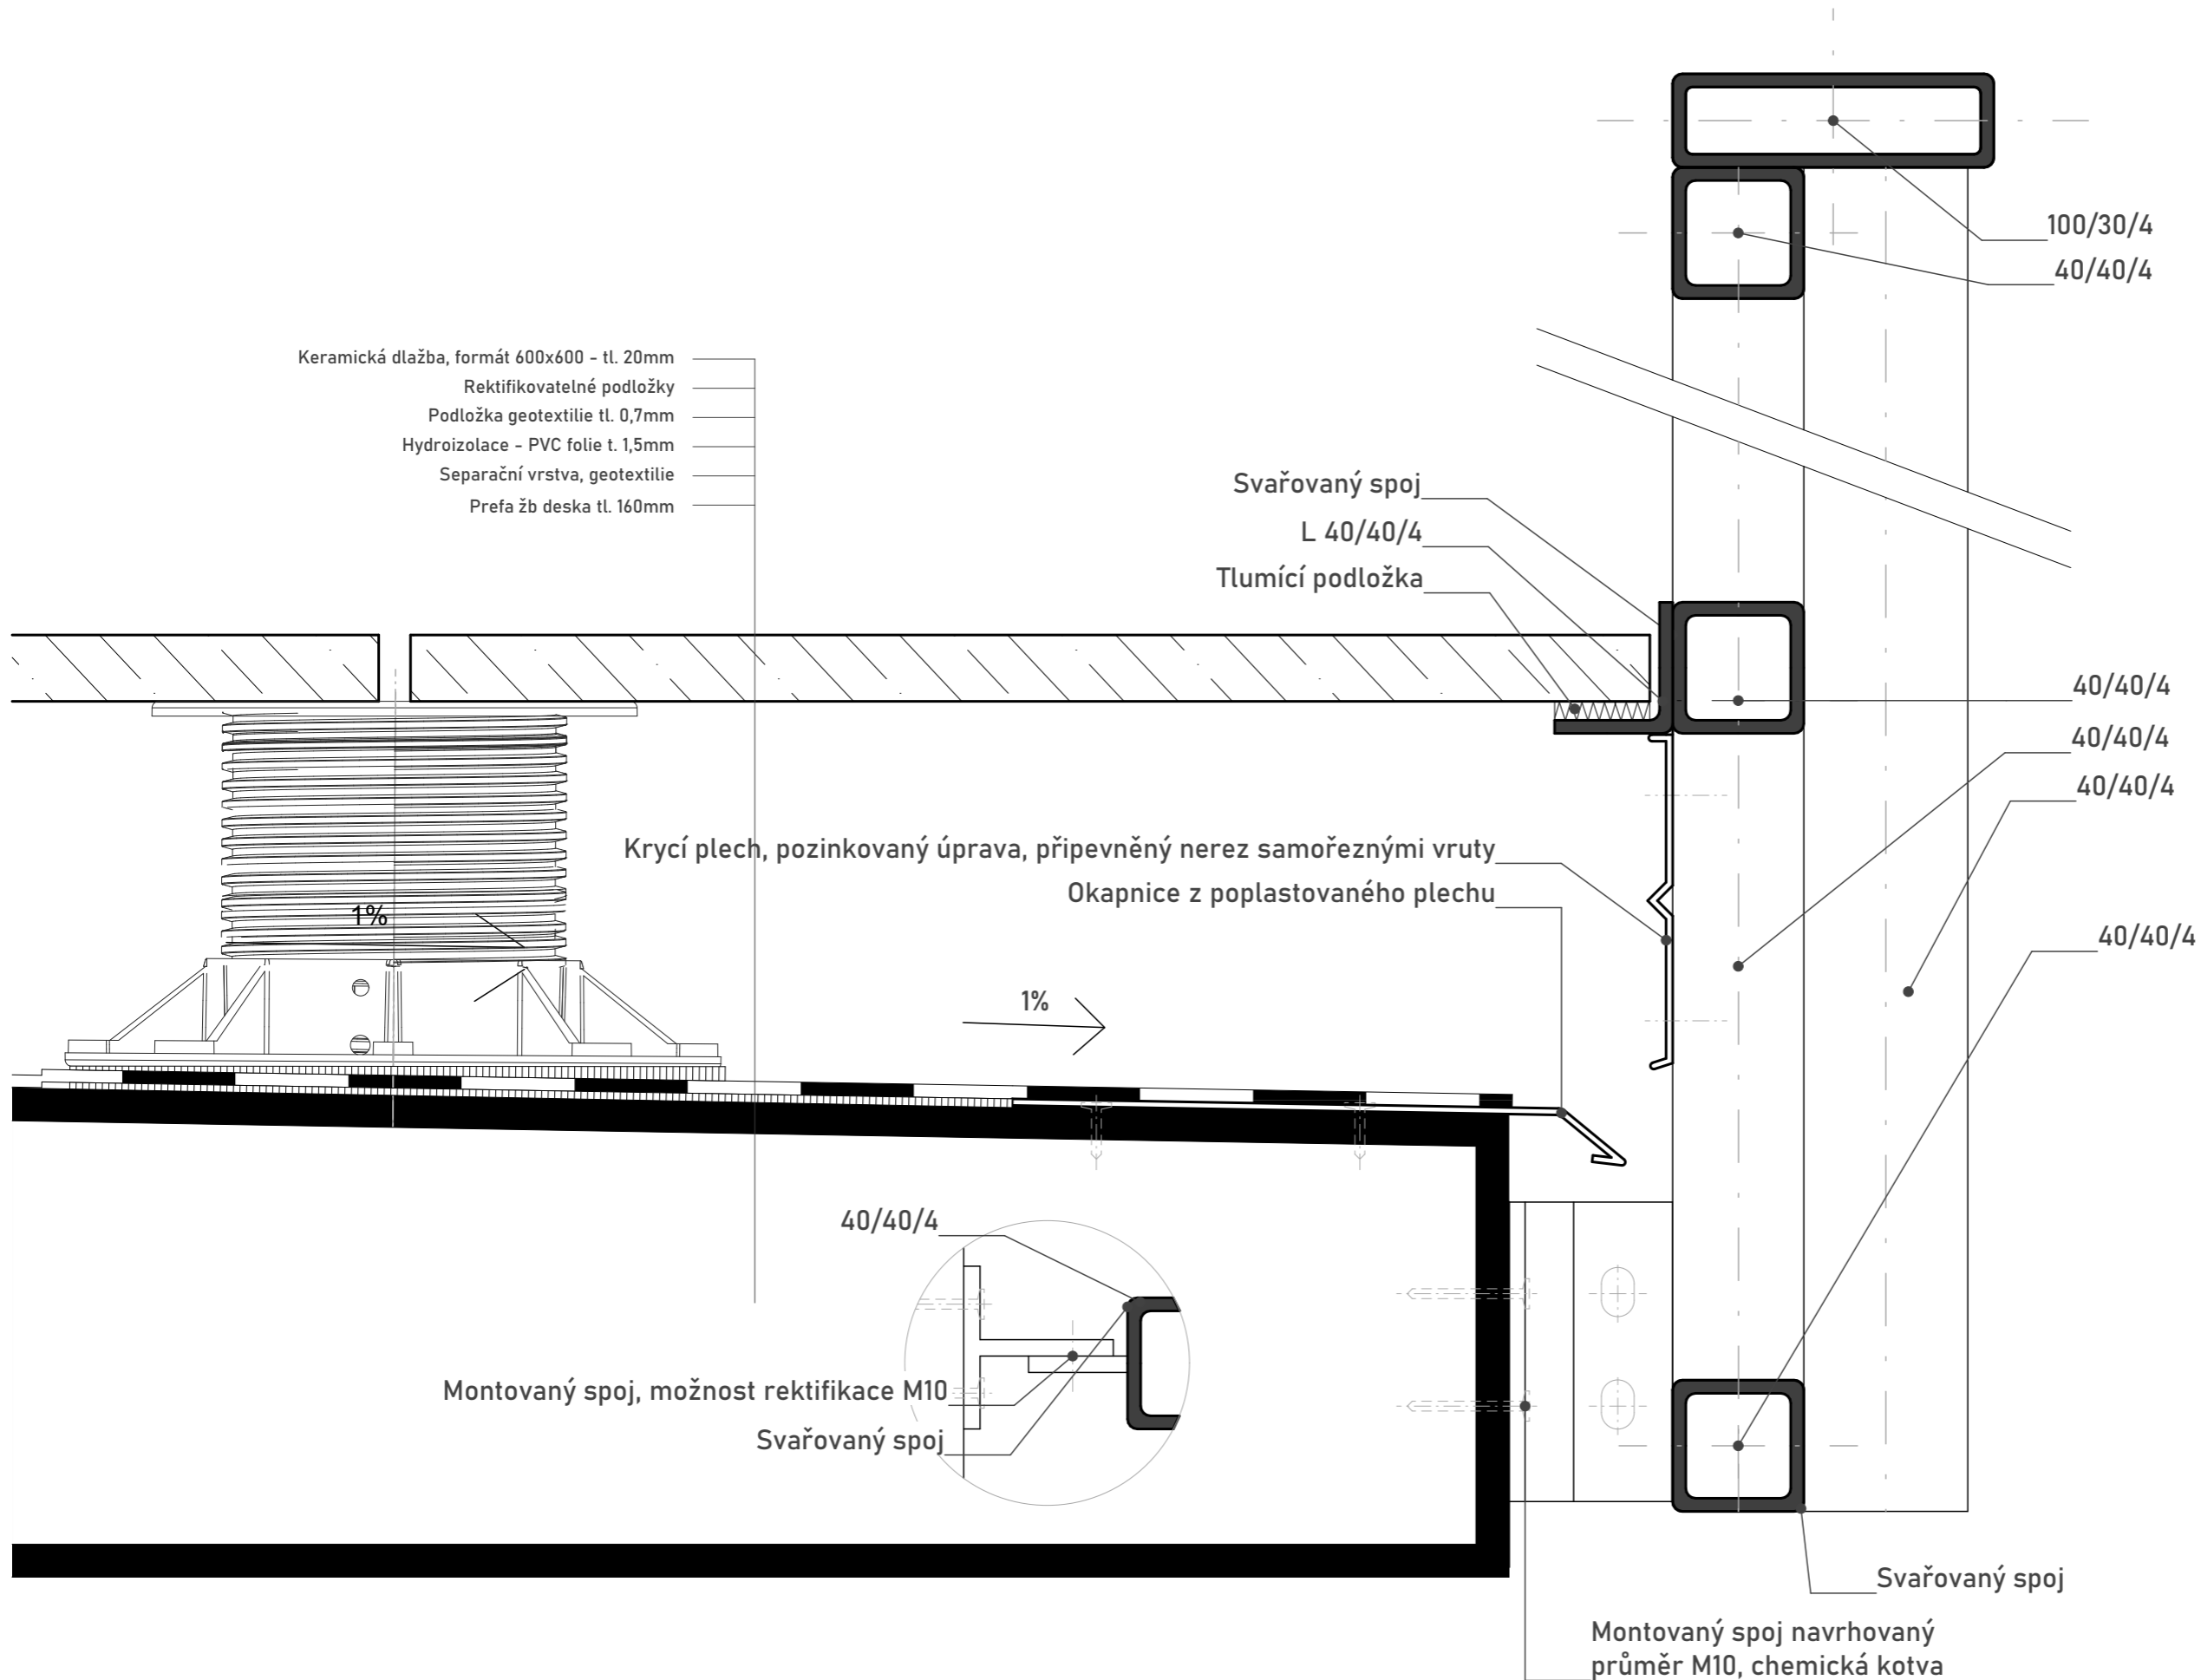 100/30/4
40/40/4
Keramická dlažba, formát 600x600 - tl. 20mm
Rektifikovatelné podložky
Podložka geotextilie tl. 0,7mm
Hydroizolace - PVC folie t. 1,5mm
Separační vrstva, geotextilie
Prefa žb deska tl. 160mm
Svařovaný spoj
L 40/40/4
Tlumící podložka
40/40/4
40/40/4
40/40/4
Krycí plech, pozinkovaný úprava, připevněný nerez samořeznými vruty
Okapnice z poplastovaného plechu
1%
40/40/4
1%
40/40/4
Montovaný spoj, možnost rektifikace M10
Svařovaný spoj
Svařovaný spoj
Montovaný spoj navrhovaný
průměr M10, chemická kotva